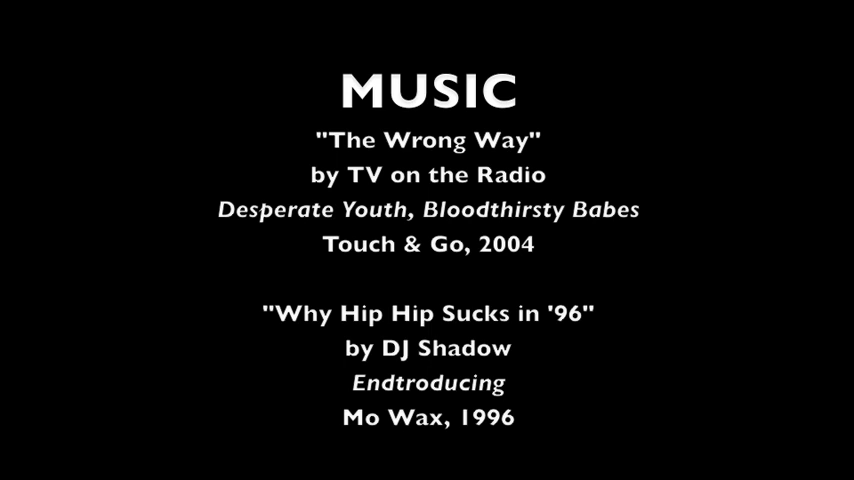 MUSIC
"The Wrong Way"
by TV on the Radio
Desperate Youth, Bloodthirsty Babes
Touch & Go, 2004
"Why Hip Hip Sucks in '96"
by DJ Shadow
Endtroducing
Mo Wax, 1996